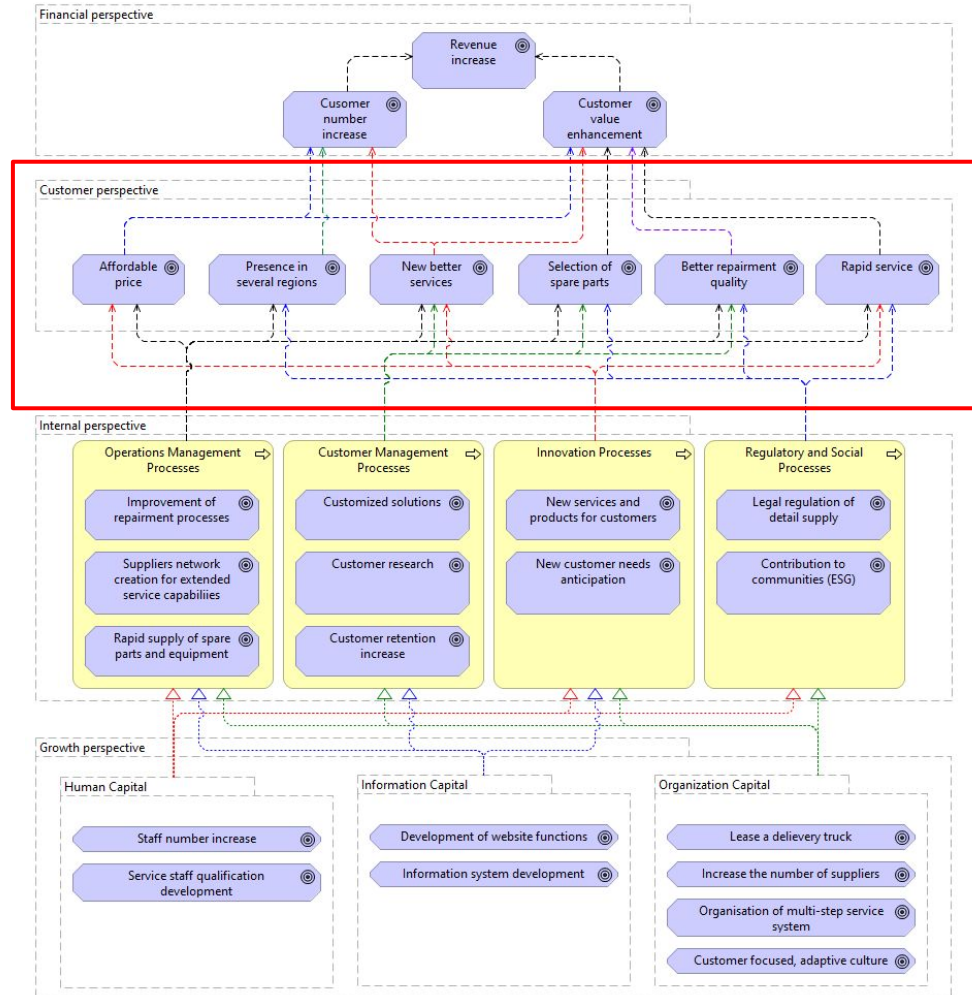 Financial perspective
Revenue
increase
Cusomer
number
increase
Customer
value
enhancement
Customer perspective
Affordable
price
Presence in
several regions
New better
services
Selection of
spare parts
Better repairment
quality
Rapid service
Internal perspective
Operations Management
Processes
Improvement of
repairment processes
Suppliers network
creation for extended
service capabiliies
Rapid supply of spare
parts and equipment
Customer Management
Processes
Customized solutions
Customer research
Customer retention
increase
Innovation Processes
New services and
products for customers
New customer needs
anticipation
Regulatory and Social
Processes
Legal regulation of
detail supply
Contribution to
communities (ESG)
Growth perspective
Human Capital
Staff number increase
Service staff qualification
development
Information Capital
Development of website functions
Information system development
Organization Capital
Lease a delievery truck
Increase the number of suppliers
Organisation of multi-step service
system
Customer focused, adaptive culture